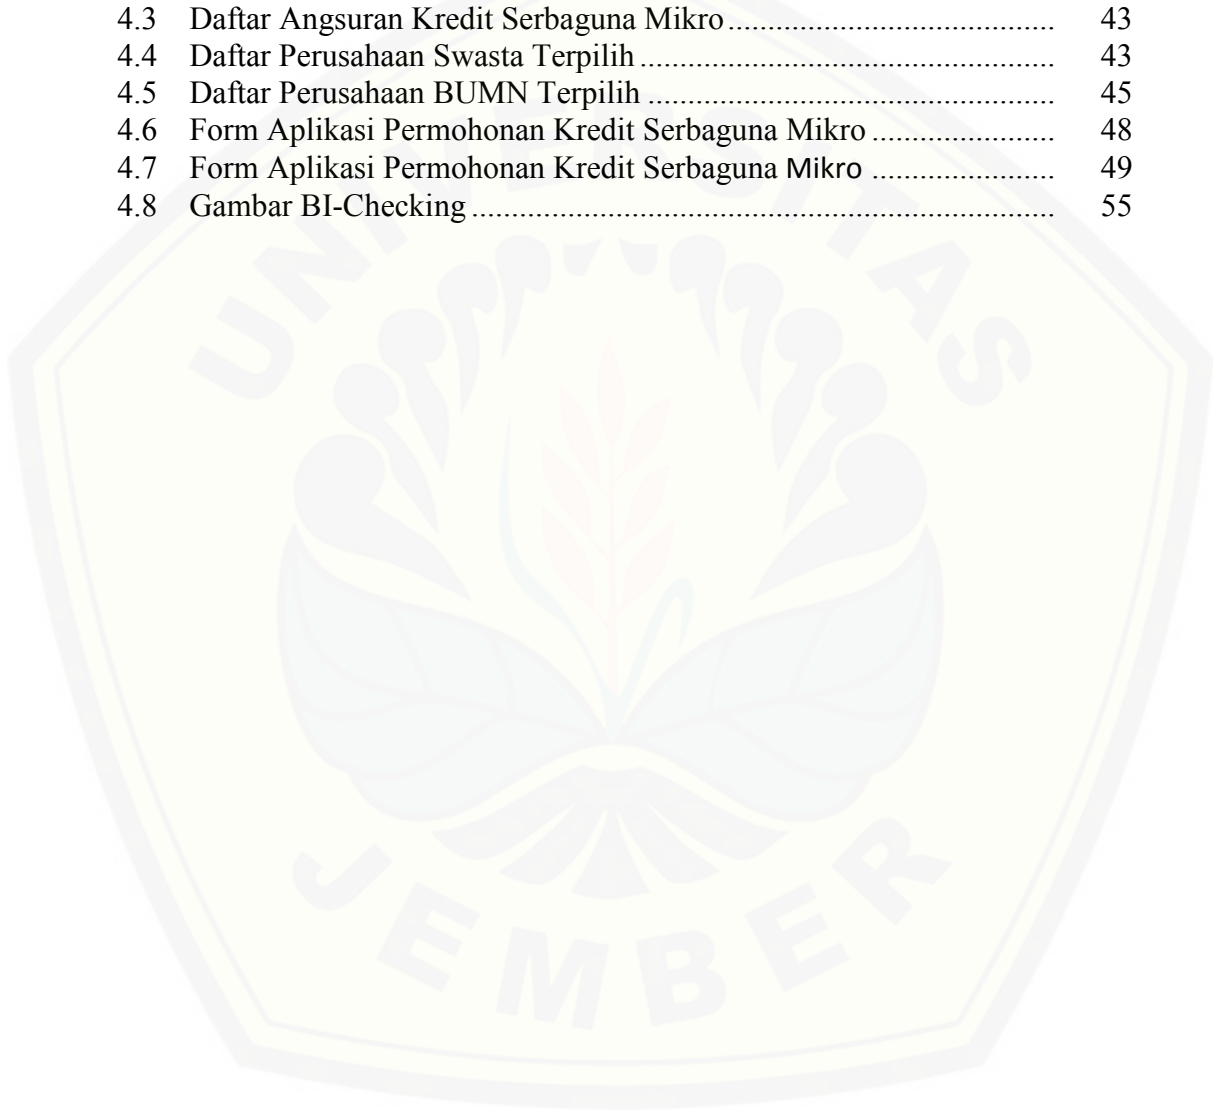 4.3 Daftar Angsuran Kredit Serbaguna Mikro ......................................... 43
4.4 Daftar Perusahaan Swasta Terpilih .................................................... 43
4.5 Daftar Perusahaan BUMN Terpilih ................................................... 45
4.6 Form Aplikasi Permohonan Kredit Serbaguna Mikro ....................... 48
4.7 Form Aplikasi Permohonan Kredit Serbaguna Mikro ....................... 49
4.8 Gambar BI-Checking ......................................................................... 55
UNIVERSITAS
JEMBER